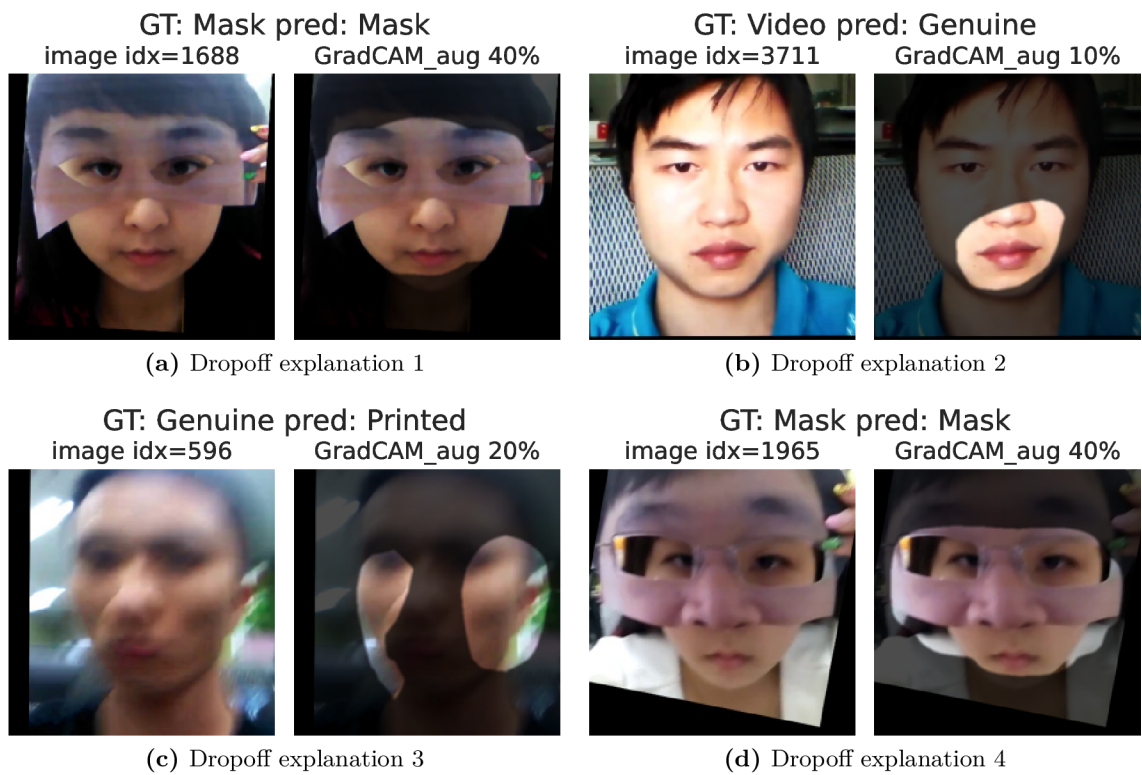 GT: Mask pred: Mask
image idx=1688
GradCAM_aug 40%
(a) Dropoff explanation 1
GT: Video pred: Genuine
image idx=3711
GradCAM_aug 10%
(b) Dropoff explanation 2
GT: Genuine pred: Printed
image idx=596
GradCAM_aug 20%
(c) Dropoff explanation 3
GT: Mask pred: Mask
image idx=1965
GradCAM_aug 40%
(d) Dropoff explanation 4